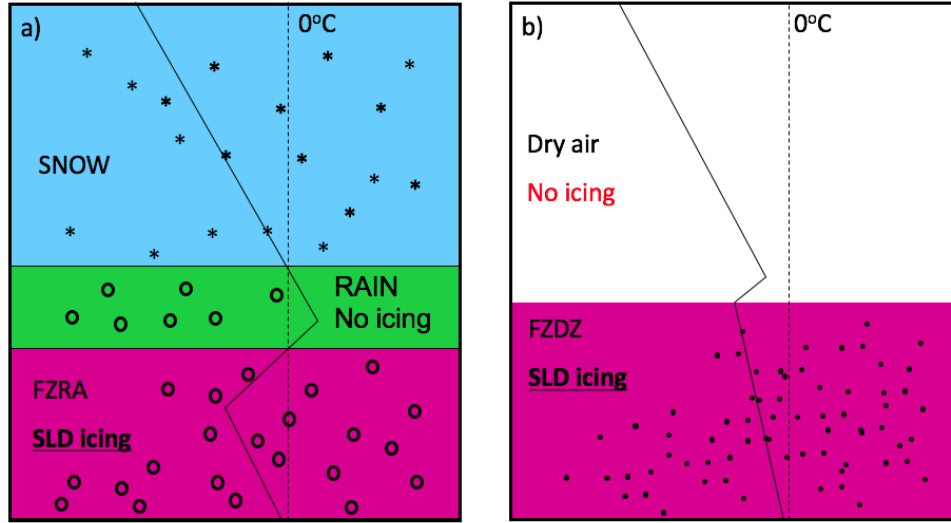 a)
0°C
SNOW
RAIN
No icing
FZRA
SLD icing
b)
0°C
Dry air
No icing
FZDZ
SLD icing